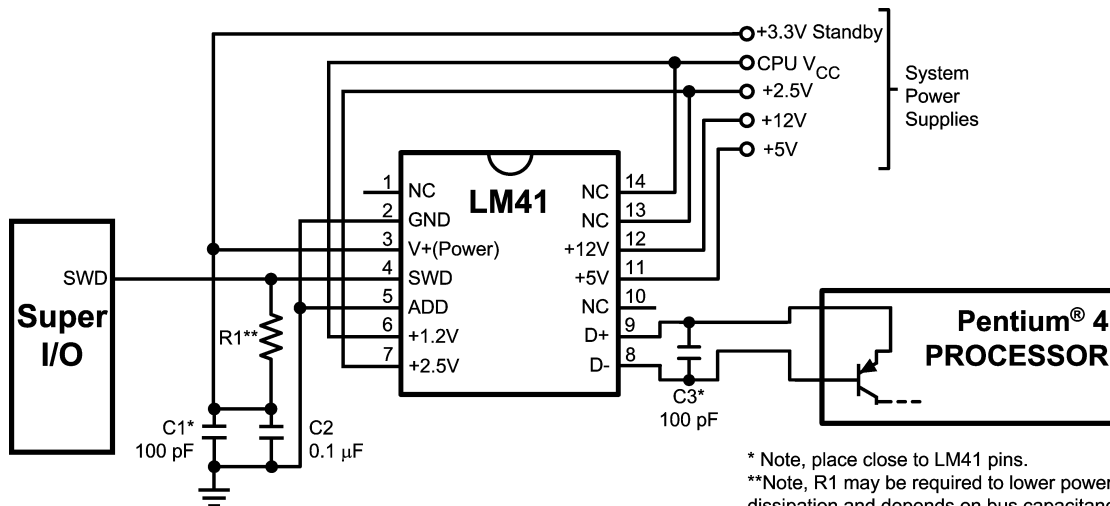 +3.3V Standby
CPU VCC
+2.5V
+12V
+5V
System
Power
Supplies
LM41
1 NC
2 GND
3 V+(Power)
4 SWD
5 ADD
6 +1.2V
7 +2.5V
NC 14
NC 13
+12V 12
+5V 11
NC 10
D+ 9
D- 8
SWD
Super
I/O
R1**
C1*
100 pF
C2
0.1 μF
C3*
100 pF
Pentium® 4
PROCESSOR
* Note, place close to LM41 pins.
**Note, R1 may be required to lower power
dissipation and depends on bus capacitanc